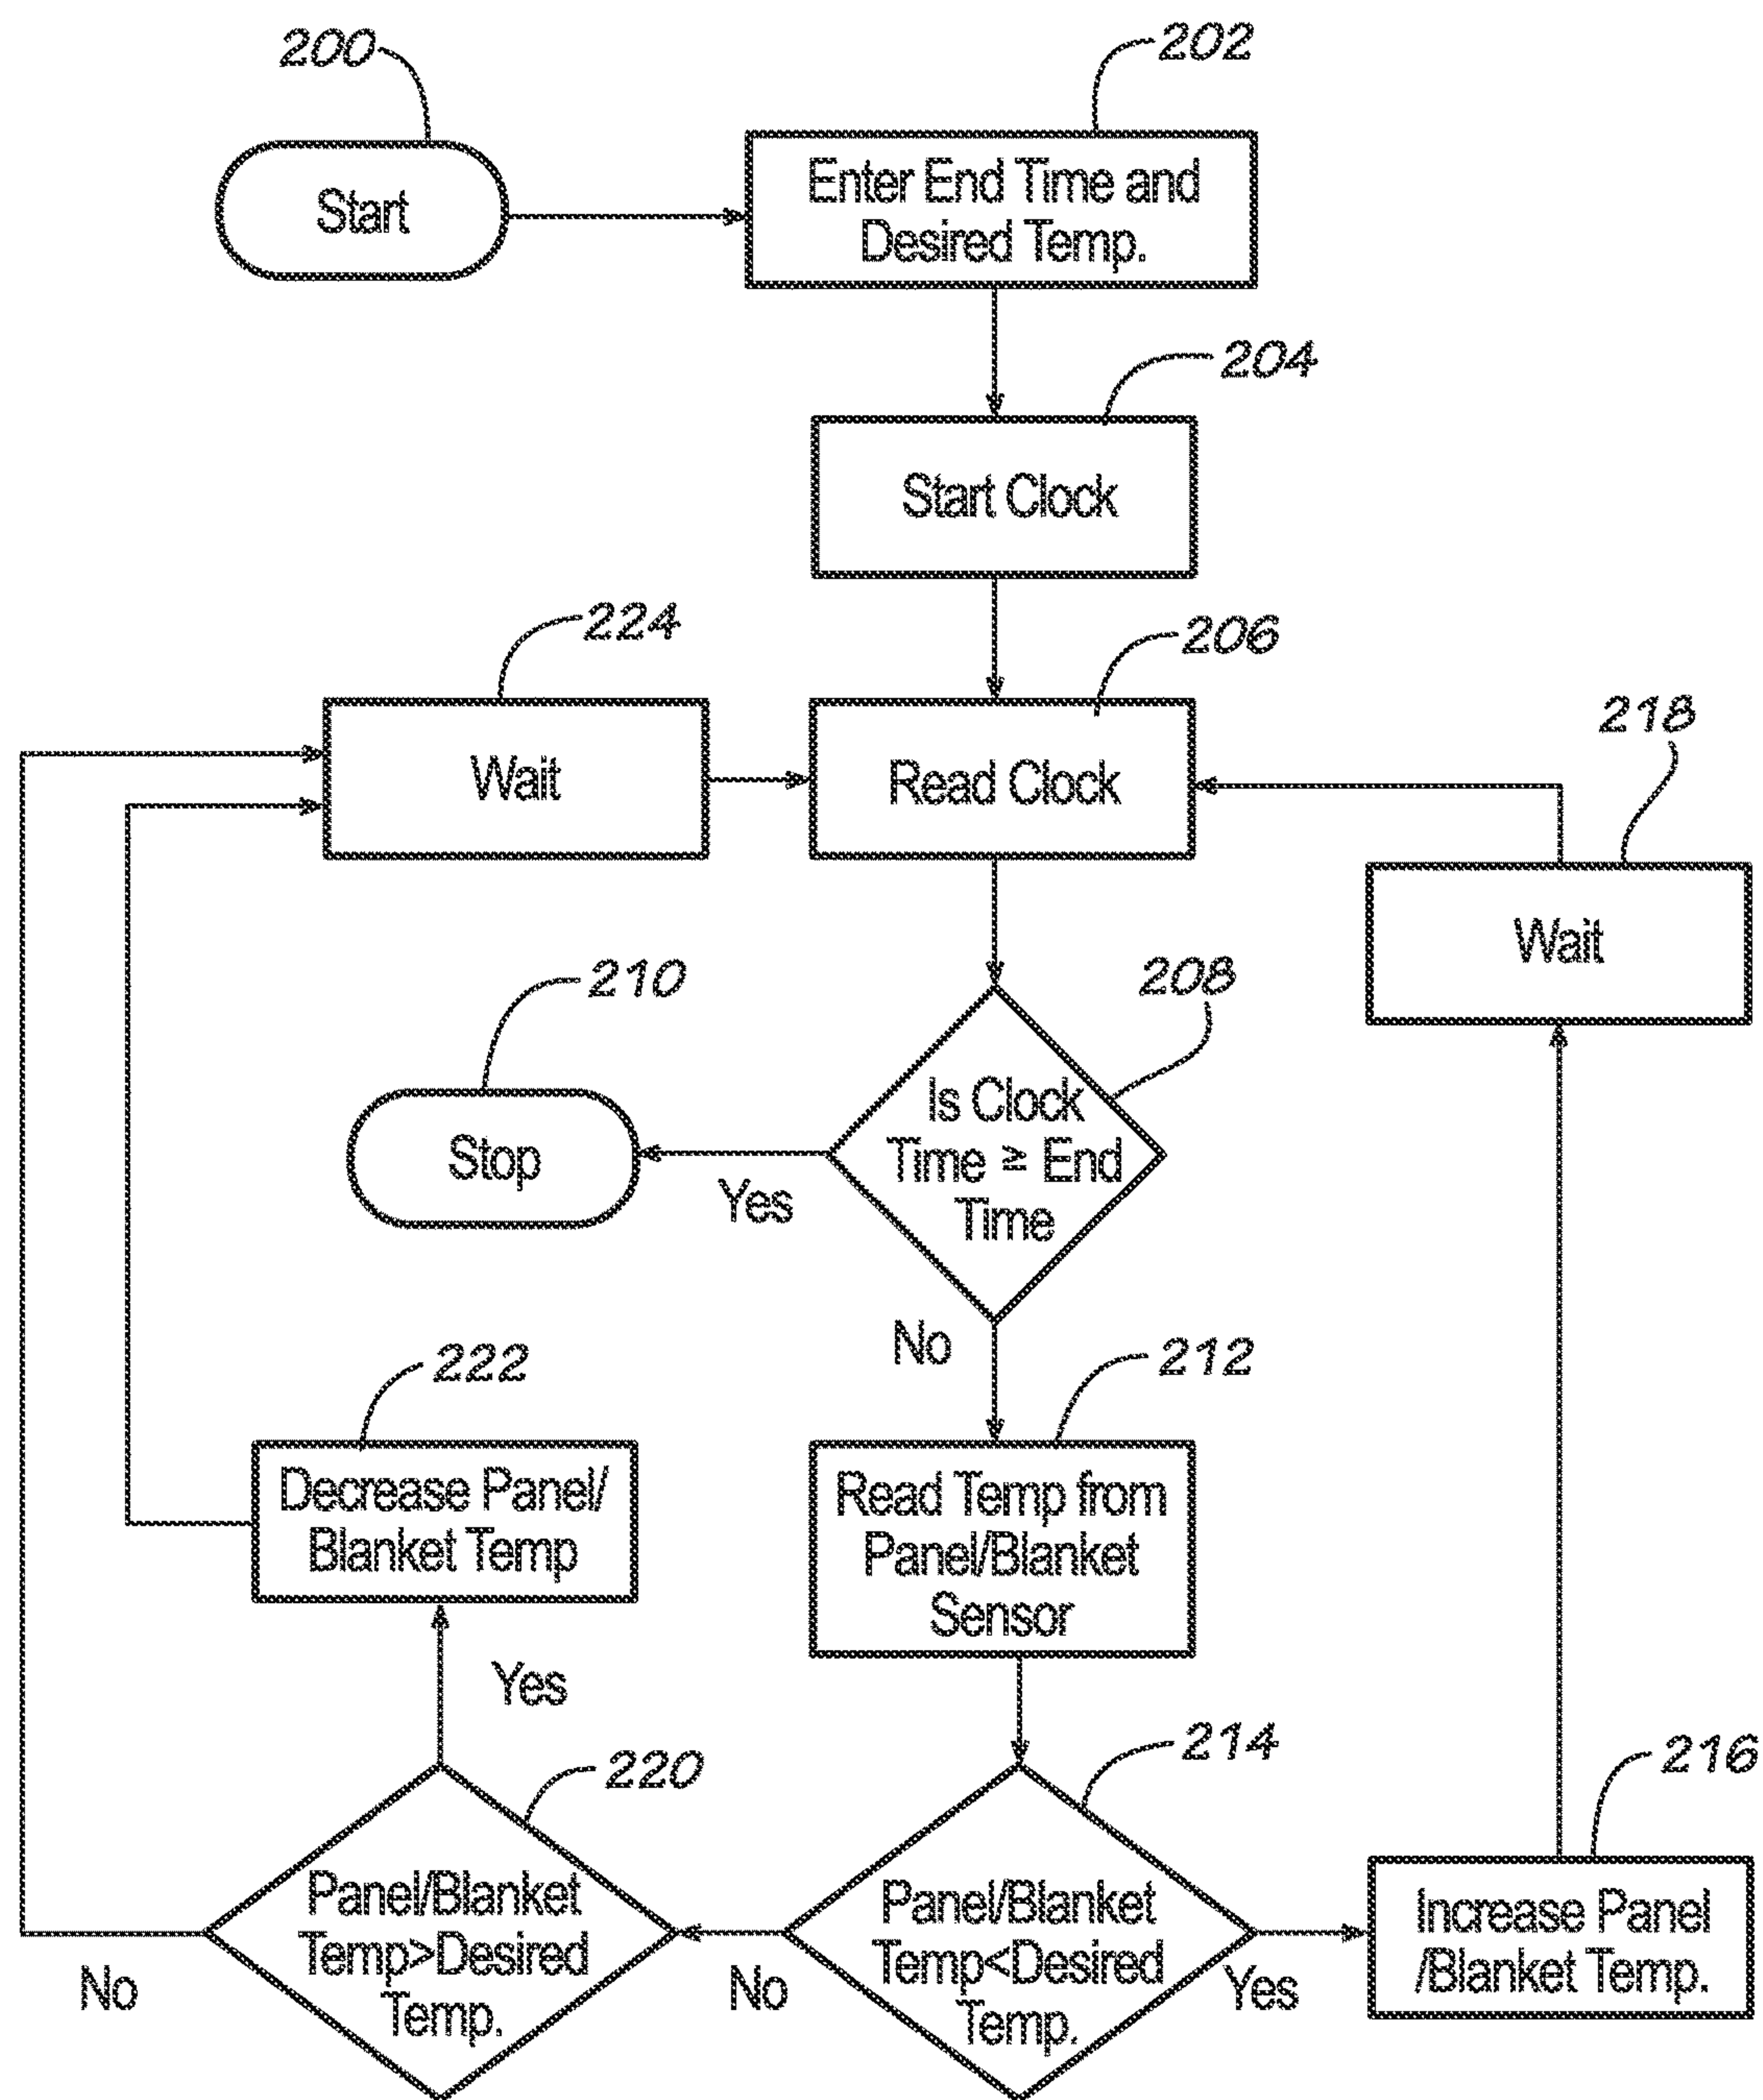 200
Start
202
Enter End Time and
Desired Temp.
204
Start Clock
224
Wait
206
Read Clock
218
Wait
210
Stop
208
Is Clock
Time ≥ End
Time
Yes
No
222
Decrease Panel/
Blanket Temp
212
Read Temp from
Panel/Blanket
Sensor
Yes
220
Panel/Blanket
Temp>Desired
Temp.
No
214
Panel/Blanket
Temp<Desired
Temp.
No
Yes
216
Increase Panel
/Blanket Temp.